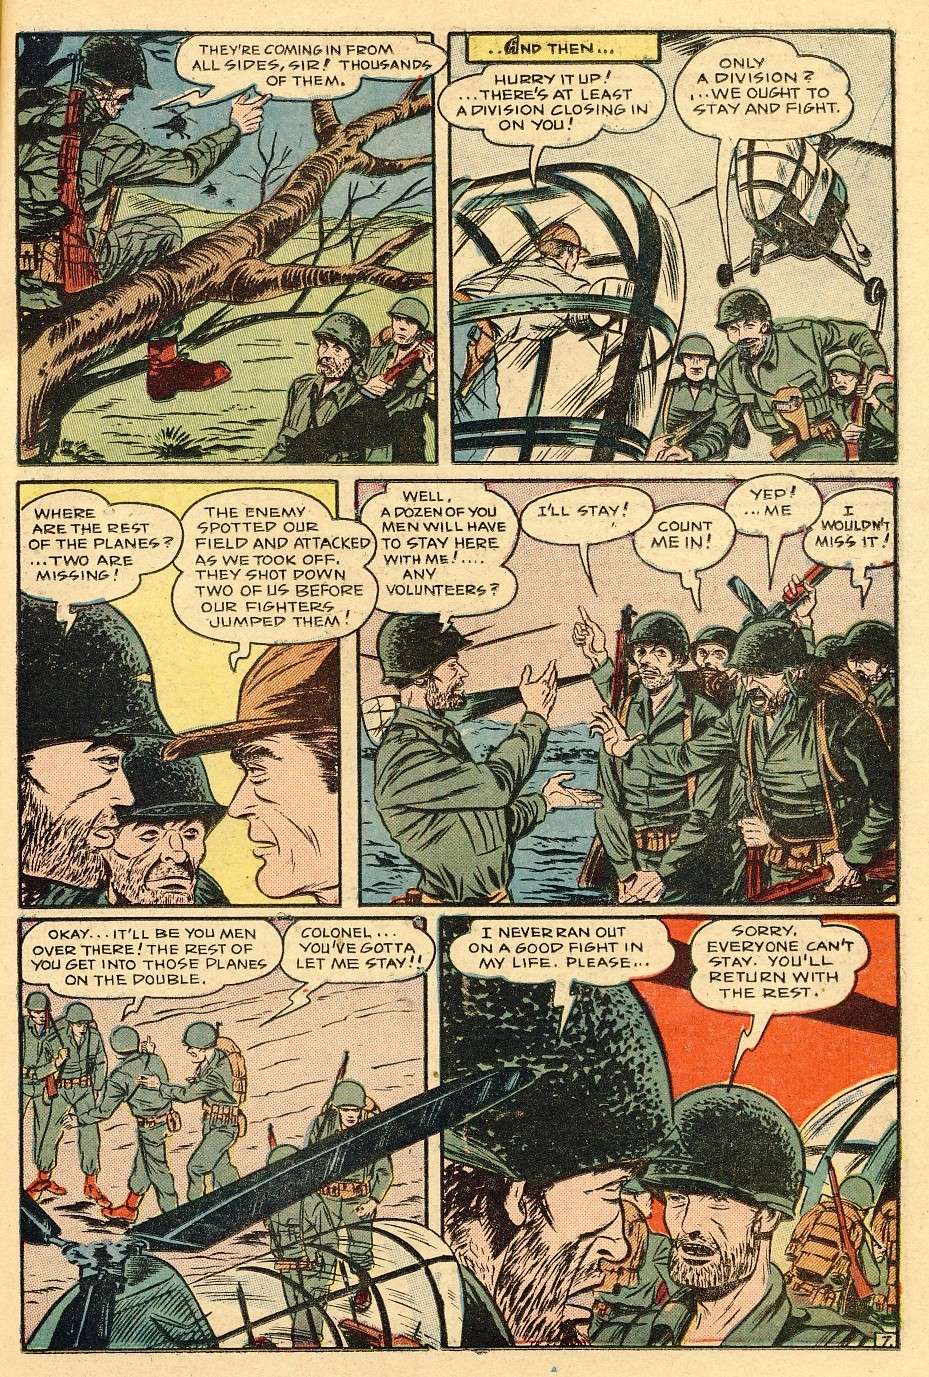 THEY'RE COMING IN FROM
ALL SIDES, SIR! THOUSANDS
OF THEM.
..AND THEN...
HURRY IT UP!
...THERE'S AT LEAST
A DIVISION CLOSING IN
ON YOU!
ONLY
A DIVISION?
...WE OUGHT TO
STAY AND FIGHT.
WHERE
ARE THE REST
OF THE PLANES?
...TWO ARE
MISSING!
THE ENEMY
SPOTTED OUR
FIELD AND ATTACKED
AS WE TOOK OFF.
THEY SHOT DOWN
TWO OF US BEFORE
OUR FIGHTERS
JUMPED THEM!
WELL,
A DOZEN OF YOU
MEN WILL HAVE
TO STAY HERE
WITH ME!....
ANY
VOLUNTEERS?
I'LL STAY!
COUNT
ME IN!
YEP!
...ME
I
WOULDN'T
MISS IT!
OKAY...IT'LL BE YOU MEN
OVER THERE! THE REST OF
YOU GET INTO THOSE PLANES
ON THE DOUBLE.
COLONEL...
YOU'VE GOTTA
LET ME STAY!!
I NEVER RAN OUT
ON A GOOD FIGHT IN
MY LIFE. PLEASE...
SORRY.
EVERYONE CAN'T
STAY. YOU'LL
RETURN WITH
THE REST.
7.